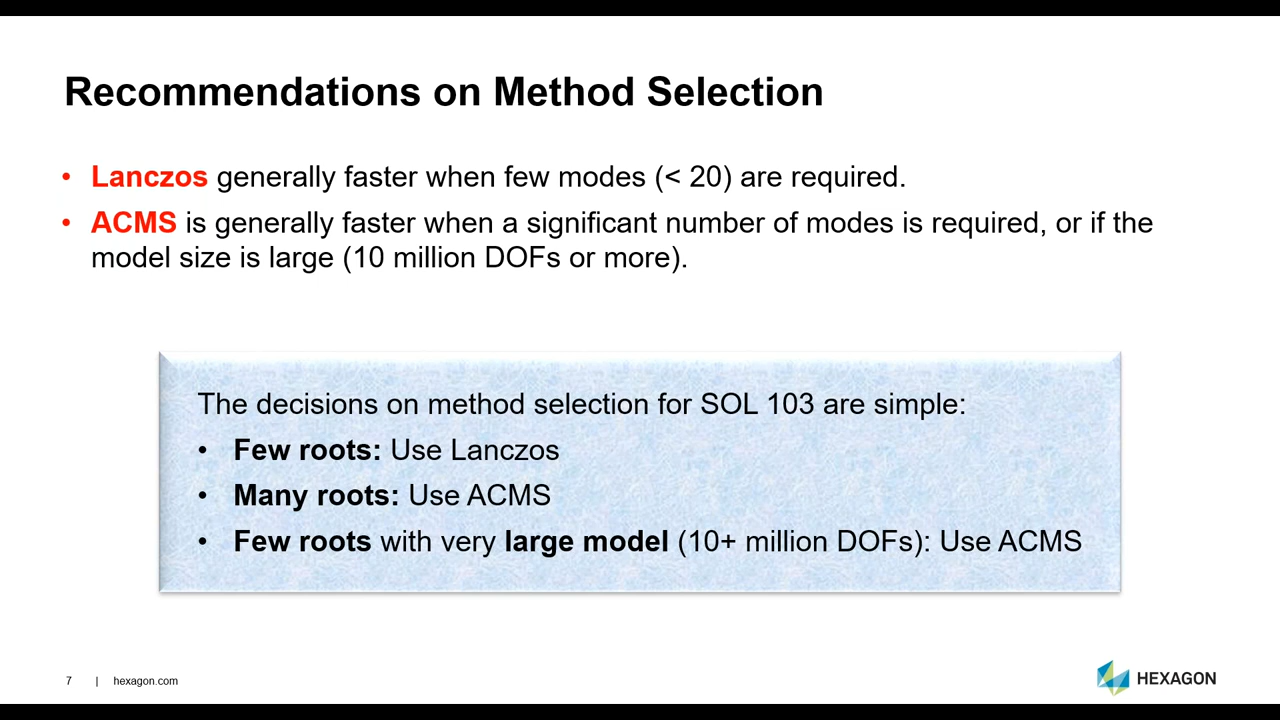 Recommendations on Method Selection
• Lanczos generally faster when few modes (< 20) are required.
• ACMS is generally faster when a significant number of modes is required, or if the
model size is large (10 million DOFs or more).
The decisions on method selection for SOL 103 are simple:
• Few roots: Use Lanczos
• Many roots: Use ACMS
• Few roots with very large model (10+ million DOFs): Use ACMS
7 | hexagon.com
HEXAGON